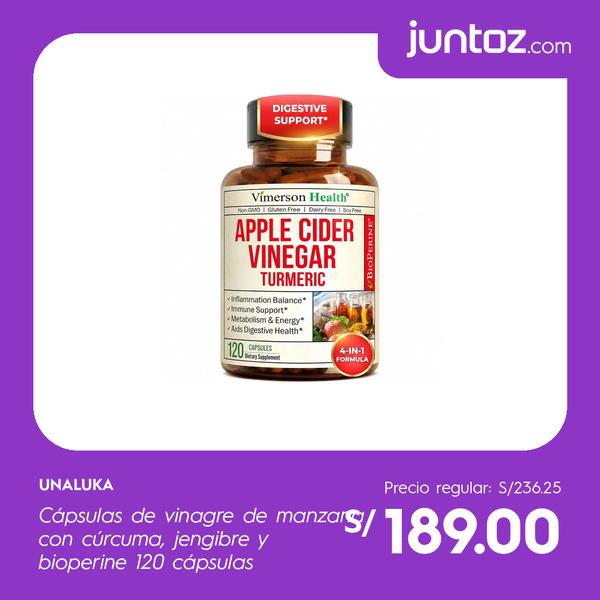 juntoz.com
DIGESTIVE
SUPPORT*
Vimerson Health®
Non-GMO | Gluten Free | Dairy Free | Soy Free
APPLE CIDER
VINEGAR
TURMERIC
BIOPERINE®
✓Inflammation Balance*
✓Immune Support*
✓Metabolism & Energy*
✓Aids Digestive Health*
120 CAPSULES
Dietary Supplement
4-IN-1
FORMULA
UNALUKA
Cápsulas de vinagre de manzana
con cúrcuma, jengibre y
bioperine 120 cápsulas
Precio regular: S/236.25
S/ 189.00